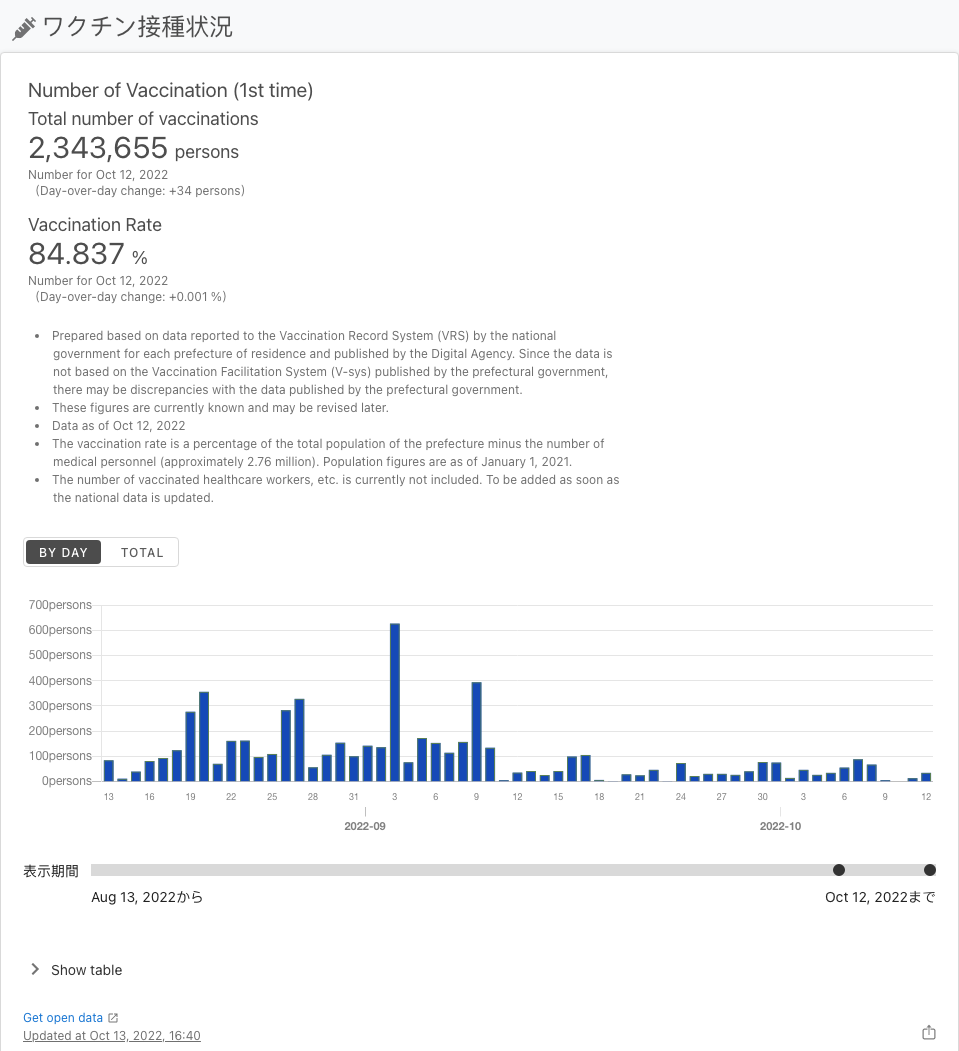 ワクチン接種状況
Number of Vaccination (1st time)
Total number of vaccinations
2,343,655 persons
Number for Oct 12, 2022
(Day-over-day change: +34 persons)
Vaccination Rate
84.837 %
Number for Oct 12, 2022
(Day-over-day change: +0.001 %)
• Prepared based on data reported to the Vaccination Record System (VRS) by the national
government for each prefecture of residence and published by the Digital Agency. Since the data is
not based on the Vaccination Facilitation System (V-sys) published by the prefectural government,
there may be discrepancies with the data published by the prefectural government.
• These figures are currently known and may be revised later.
• Data as of Oct 12, 2022
• The vaccination rate is a percentage of the total population of the prefecture minus the number of
medical personnel (approximately 2.76 million). Population figures are as of January 1, 2021.
• The number of vaccinated healthcare workers, etc. is currently not included. To be added as soon as
the national data is updated.
BY DAY TOTAL
700persons
600persons
500persons
400persons
300persons
200persons
100persons
0persons
13 16 19 22 25 28 31 3 6 9 12 15 18 21 24 27 30 3 6 9 12
2022-09 2022-10
表示期間
Aug 13, 2022から Oct 12, 2022まで
Show table
Get open data
Updated at Oct 13, 2022, 16:40